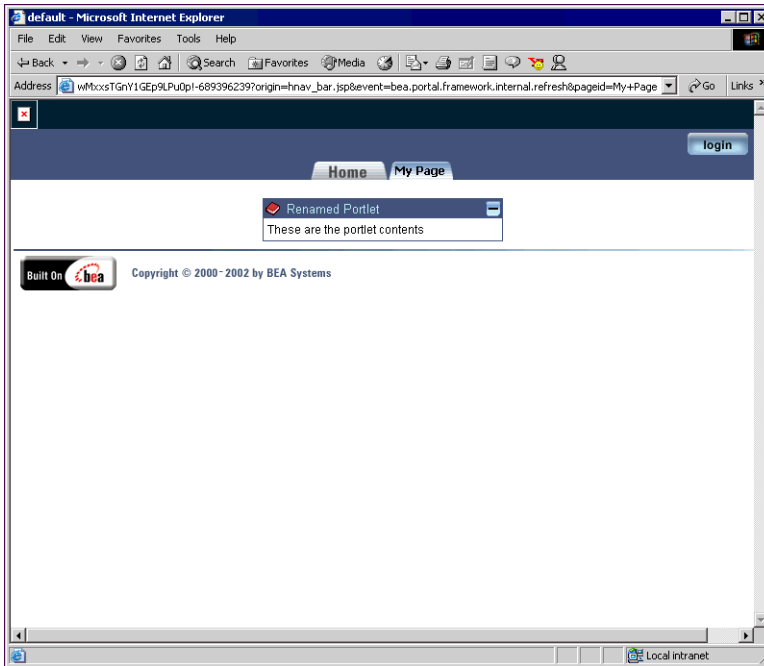 default - Microsoft Internet Explorer
File Edit View Favorites Tools Help
Back Search Favorites Media
Address wMxxsTGnY1GEp9LPu0p!-689396239?origin=hnav_bar.jsp&event=bea.portal.framework.internal.refresh&pageid=My+Page Go Links »
login
Home My Page
Renamed Portlet
These are the portlet contents
Built On bea Copyright © 2000-2002 by BEA Systems
Local intranet